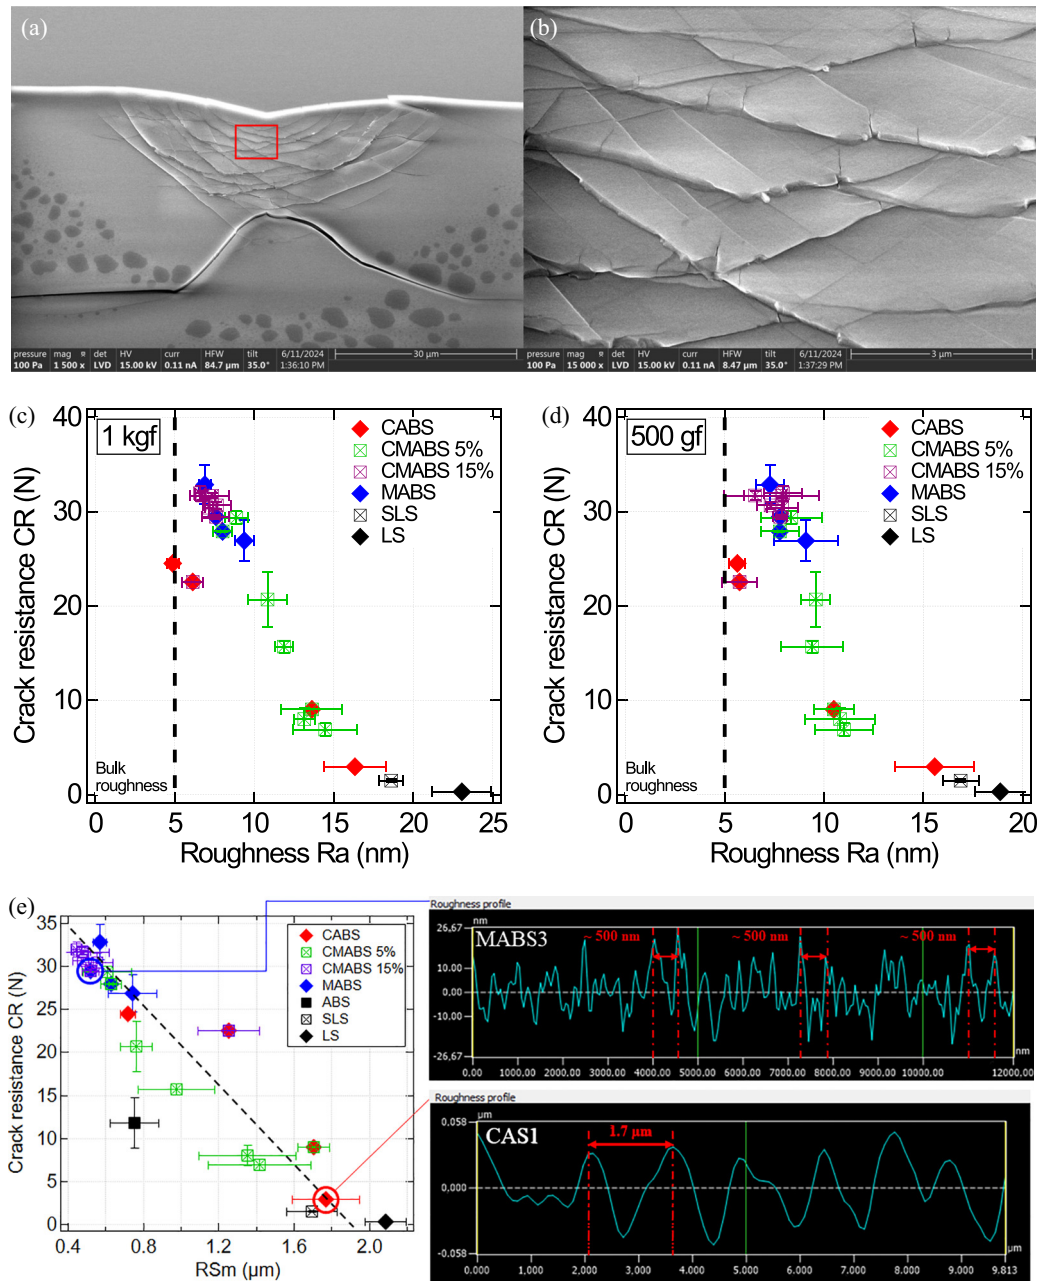 (a)
(b)
pressure mag det HV curr HFW tilt 6/11/2024 30 µm
100 Pa 1 500 x LVD 15.00 kV 0.11 nA 84.7 µm 35.0° 1:36:10 PM
pressure mag det HV curr HFW tilt 6/11/2024 3 µm
100 Pa 15 000 x LVD 15.00 kV 0.11 nA 8.47 µm 35.0° 1:37:29 PM
(c)
1 kgf
CABS
CMABS 5%
CMABS 15%
MABS
SLS
LS
Crack resistance CR (N)
40
30
20
10
0
Bulk
roughness
0 5 10 15 20 25
Roughness Ra (nm)
(d)
500 gf
CABS
CMABS 5%
CMABS 15%
MABS
SLS
LS
Crack resistance CR (N)
40
30
20
10
0
Bulk
roughness
0 5 10 15 20
Roughness Ra (nm)
(e)
CABS
CMABS 5%
CMABS 15%
MABS
ABS
SLS
LS
Crack resistance CR (N)
35
30
25
20
15
10
5
0
0.4 0.8 1.2 1.6 2.0
RSm (µm)
Roughness profile
nm
MABS3
~ 500 nm ~ 500 nm ~ 500 nm
26,67
10.00
0.00
-10.00
-26,67
nm
0.00 1000.00 2000.00 3000.00 4000.00 5000.00 6000.00 7000.00 8000.00 9000.00 10000.00 12000.00
Roughness profile
µm
CAS1
1.7 µm
0.058
0,000
-0.058
µm
0.000 1,000 2,000 3,000 4.000 5.000 6.000 7.000 8.000 9.000 9.813